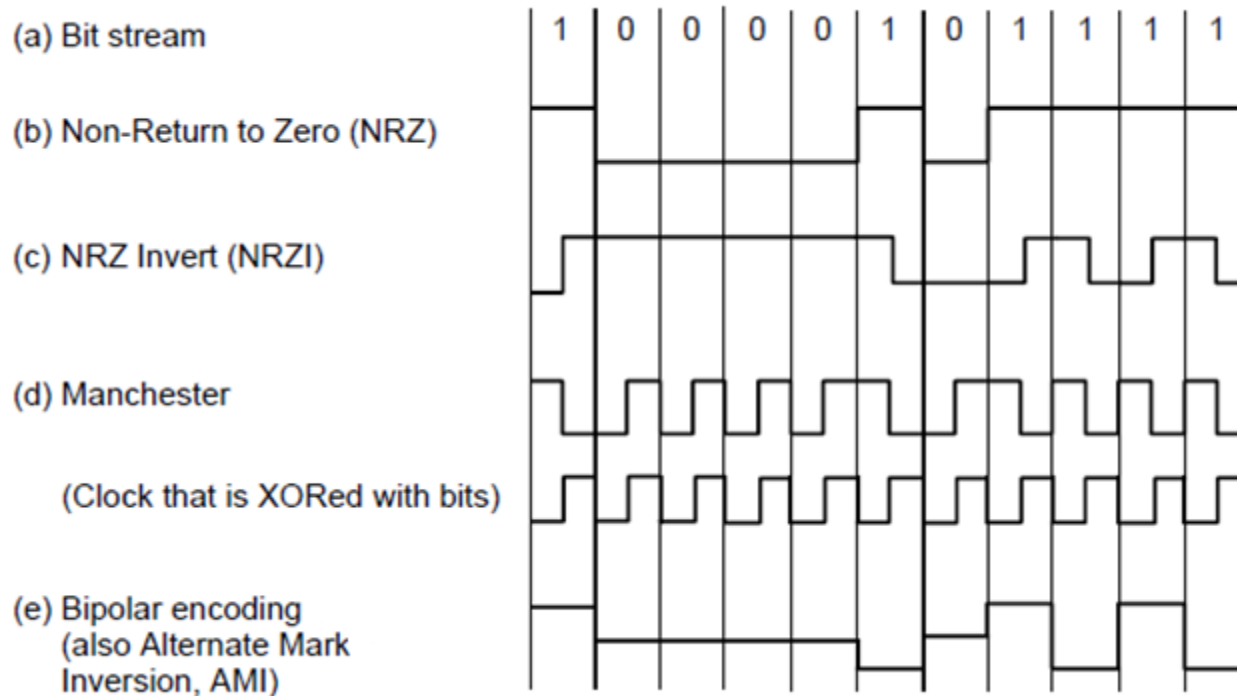 (a) Bit stream 1 0 0 0 0 1 0 1 1 1 1
(b) Non-Return to Zero (NRZ)
(c) NRZ Invert (NRZI)
(d) Manchester
(Clock that is XORed with bits)
(e) Bipolar encoding
(also Alternate Mark
Inversion, AMI)